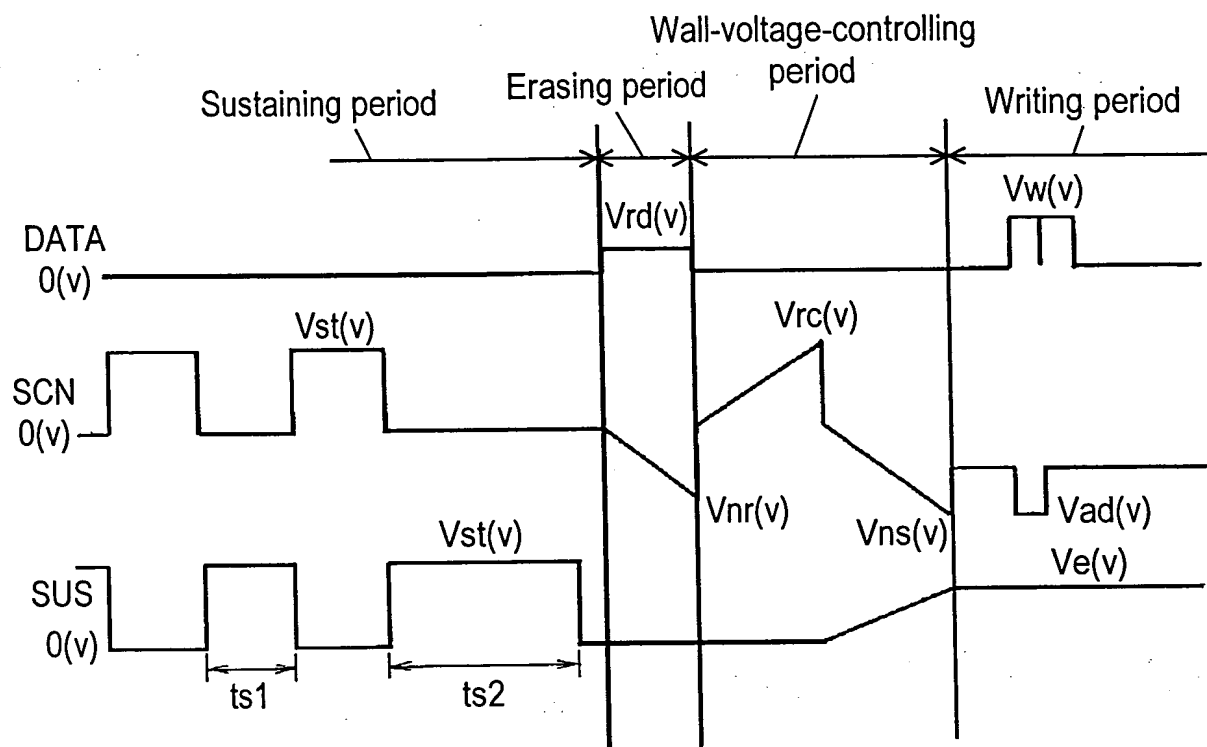 Wall-voltage-controlling
period
Sustaining period
Erasing period
Writing period
DATA
0(v)
Vrd(v)
Vw(v)
SCN
0(v)
Vst(v)
Vrc(v)
Vnr(v)
Vns(v)
Vad(v)
SUS
0(v)
Vst(v)
Ve(v)
ts1
ts2